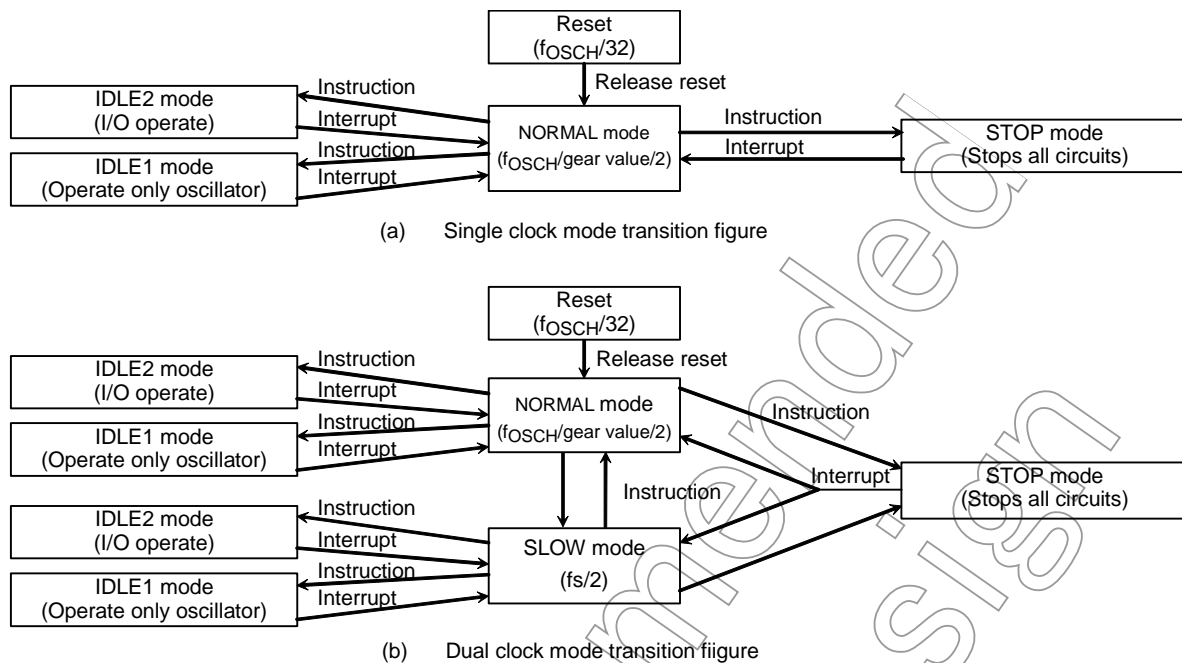 Reset
(fOSCH/32)
Release reset
Instruction
IDLE2 mode
(I/O operate)
Interrupt
Instruction
IDLE1 mode
(Operate only oscillator)
Interrupt
NORMAL mode
(fOSCH/gear value/2)
Instruction
Interrupt
STOP mode
(Stops all circuits)
(a) Single clock mode transition figure
Reset
(fOSCH/32)
Release reset
Instruction
IDLE2 mode
(I/O operate)
Interrupt
Instruction
IDLE1 mode
(Operate only oscillator)
Interrupt
NORMAL mode
(fOSCH/gear value/2)
Instruction
Interrupt
STOP mode
(Stops all circuits)
Instruction
Instruction
IDLE2 mode
(I/O operate)
Interrupt
Instruction
IDLE1 mode
(Operate only oscillator)
Interrupt
SLOW mode
(fs/2)
(b) Dual clock mode transition fiigure
mended
sign